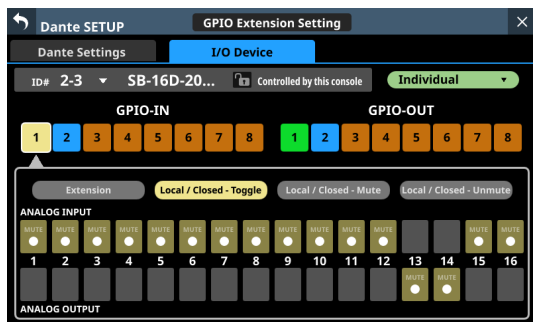 Dante SETUP GPIO Extension Setting ×
Dante Settings I/O Device
ID# 2-3 ▼ SB-16D-20... Controlled by this console Individual ▼
GPIO-IN GPIO-OUT
1 2 3 4 5 6 7 8 1 2 3 4 5 6 7 8
Extension Local / Closed - Toggle Local / Closed - Mute Local / Closed - Unmute
ANALOG INPUT
MUTE MUTE MUTE MUTE MUTE MUTE MUTE MUTE MUTE MUTE MUTE MUTE MUTE MUTE
1 2 3 4 5 6 7 8 9 10 11 12 13 14 15 16
MUTE MUTE
ANALOG OUTPUT